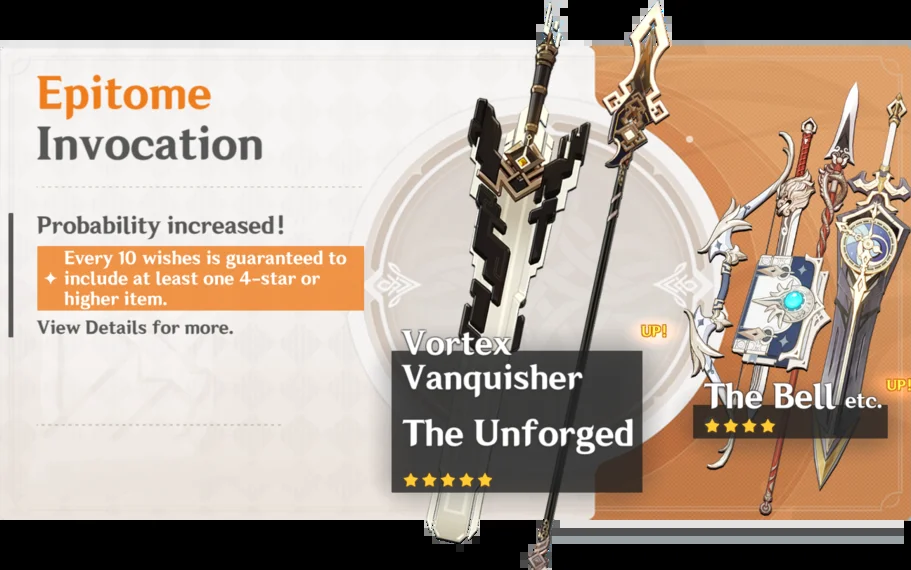 Epitome
Invocation
Probability increased!
Every 10 wishes is guaranteed to
include at least one 4-star or
higher item.
View Details for more.
Vortex
Vanquisher
The Unforged
UP!
The Bell etc.
UP!